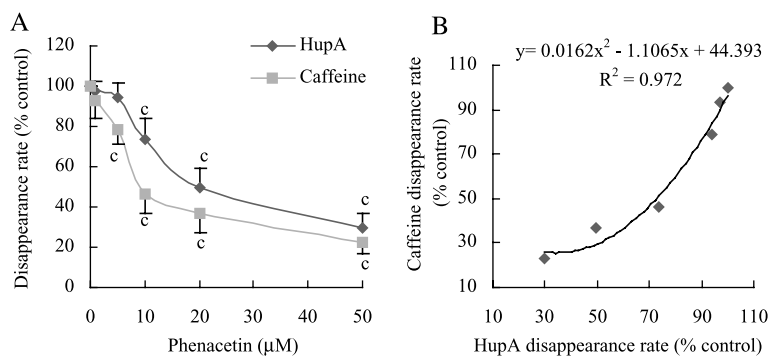 A
120
100
80
60
40
20
0
Disappearance rate (% control)
HupA
Caffeine
c
c
c
c
c
c
c
0 10 20 30 40 50
Phenacetin (μM)
B
y= 0.0162x² - 1.1065x + 44.393
R² = 0.972
110
90
70
50
30
10
Caffeine disappearance rate
(% control)
10 30 50 70 90 110
HupA disappearance rate (% control)